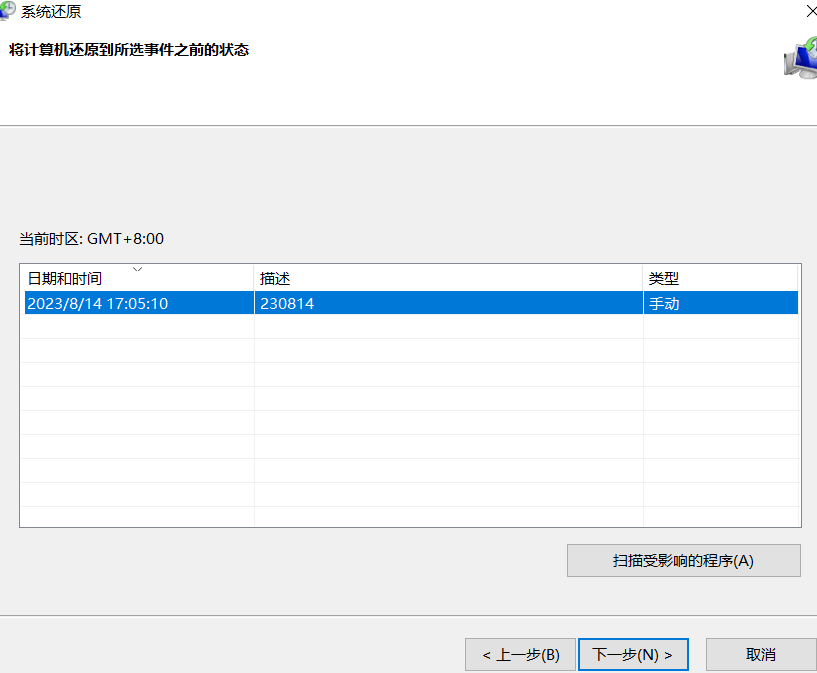 系统还原
将计算机还原到所选事件之前的状态
当前时区: GMT+8:00
日期和时间 描述 类型
2023/8/14 17:05:10 230814 手动
扫描受影响的程序(A)
< 上一步(B) 下一步(N) > 取消